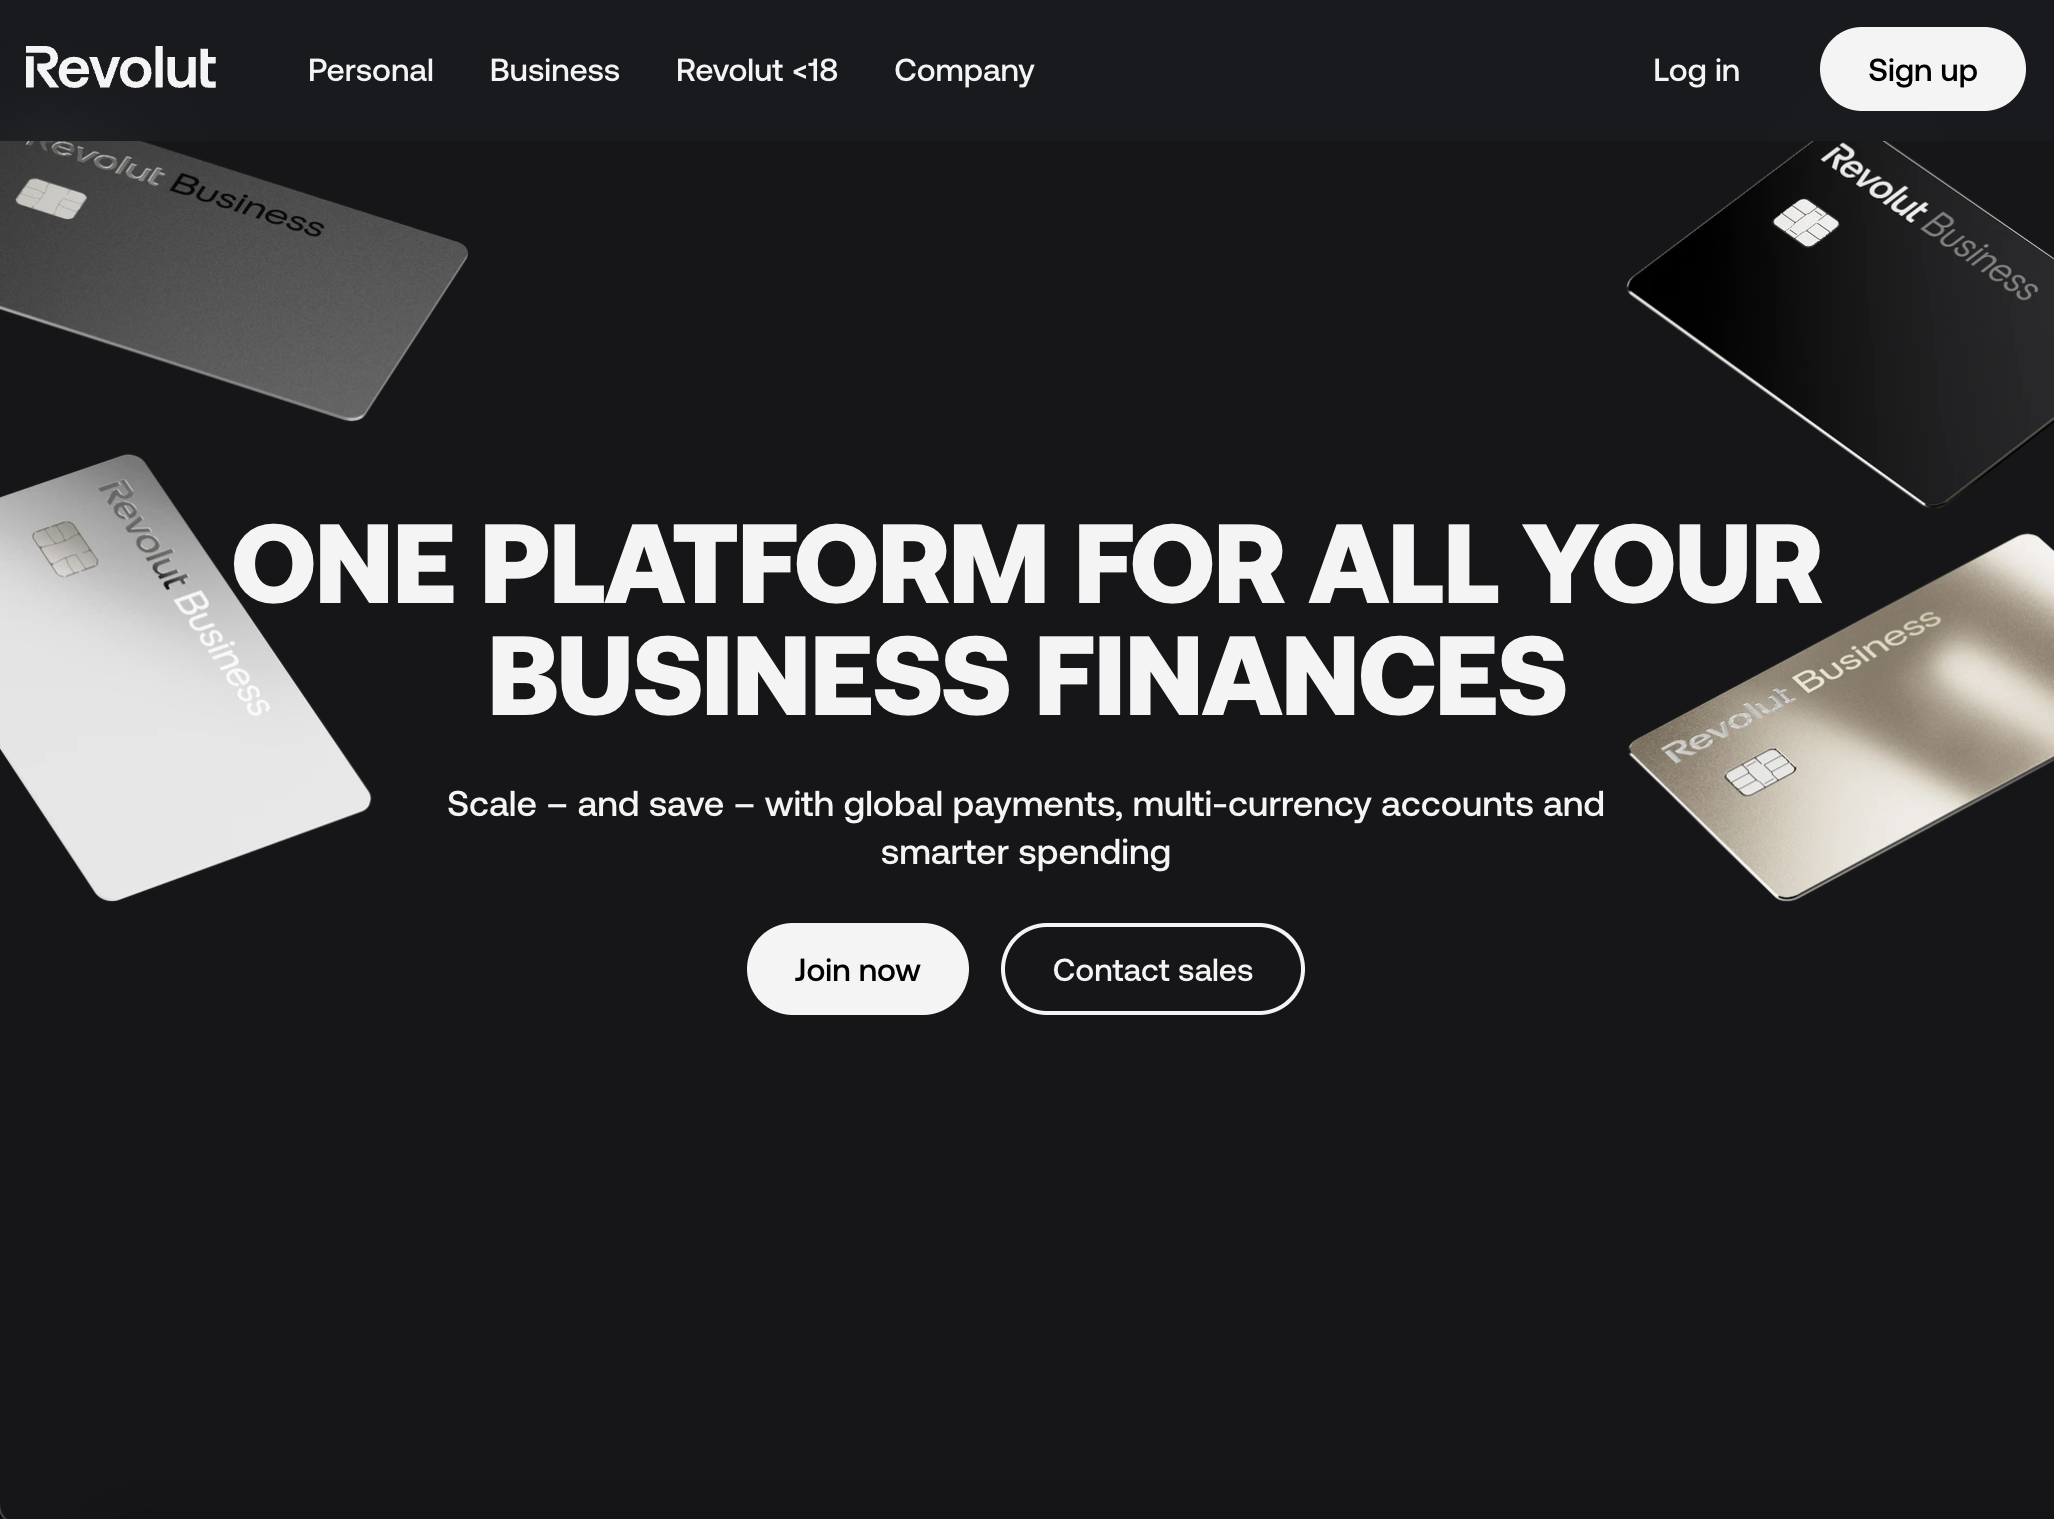 Revolut
Personal
Business
Revolut <18
Company
Log in
Sign up
Revolut Business
Revolut Business
Revolut Business
ONE PLATFORM FOR ALL YOUR
BUSINESS FINANCES
Revolut Business
Scale – and save – with global payments, multi-currency accounts and
smarter spending
Join now
Contact sales